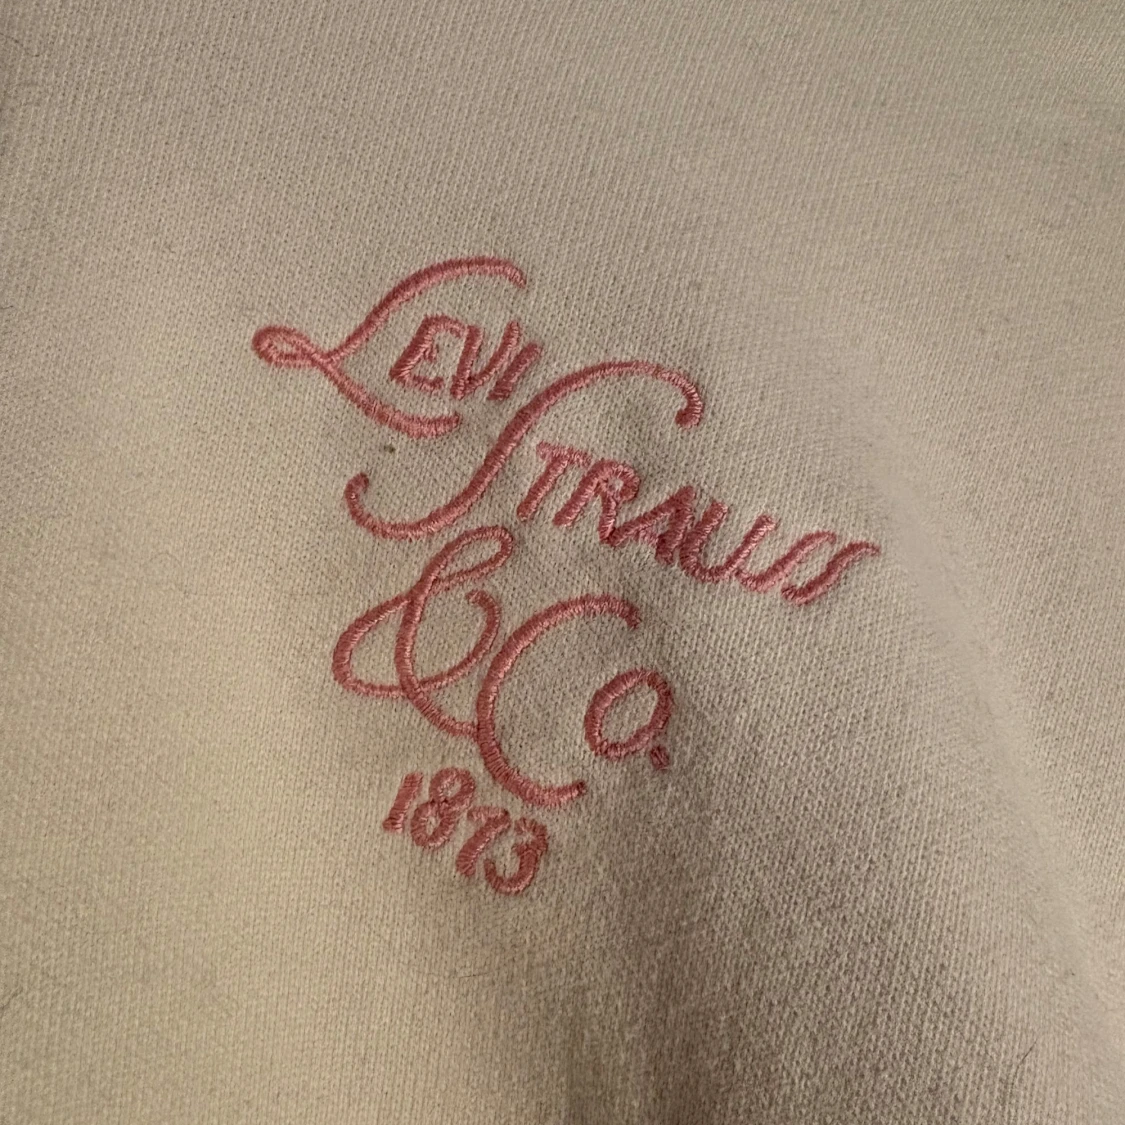 LEVI
STRAUSS
& CO.
1873